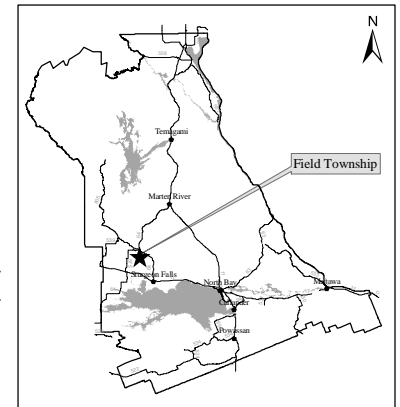 N
Temagami
Field Township
Marten River
Sturgeon Falls
North Bay
Mattawa
Callander
Powassan